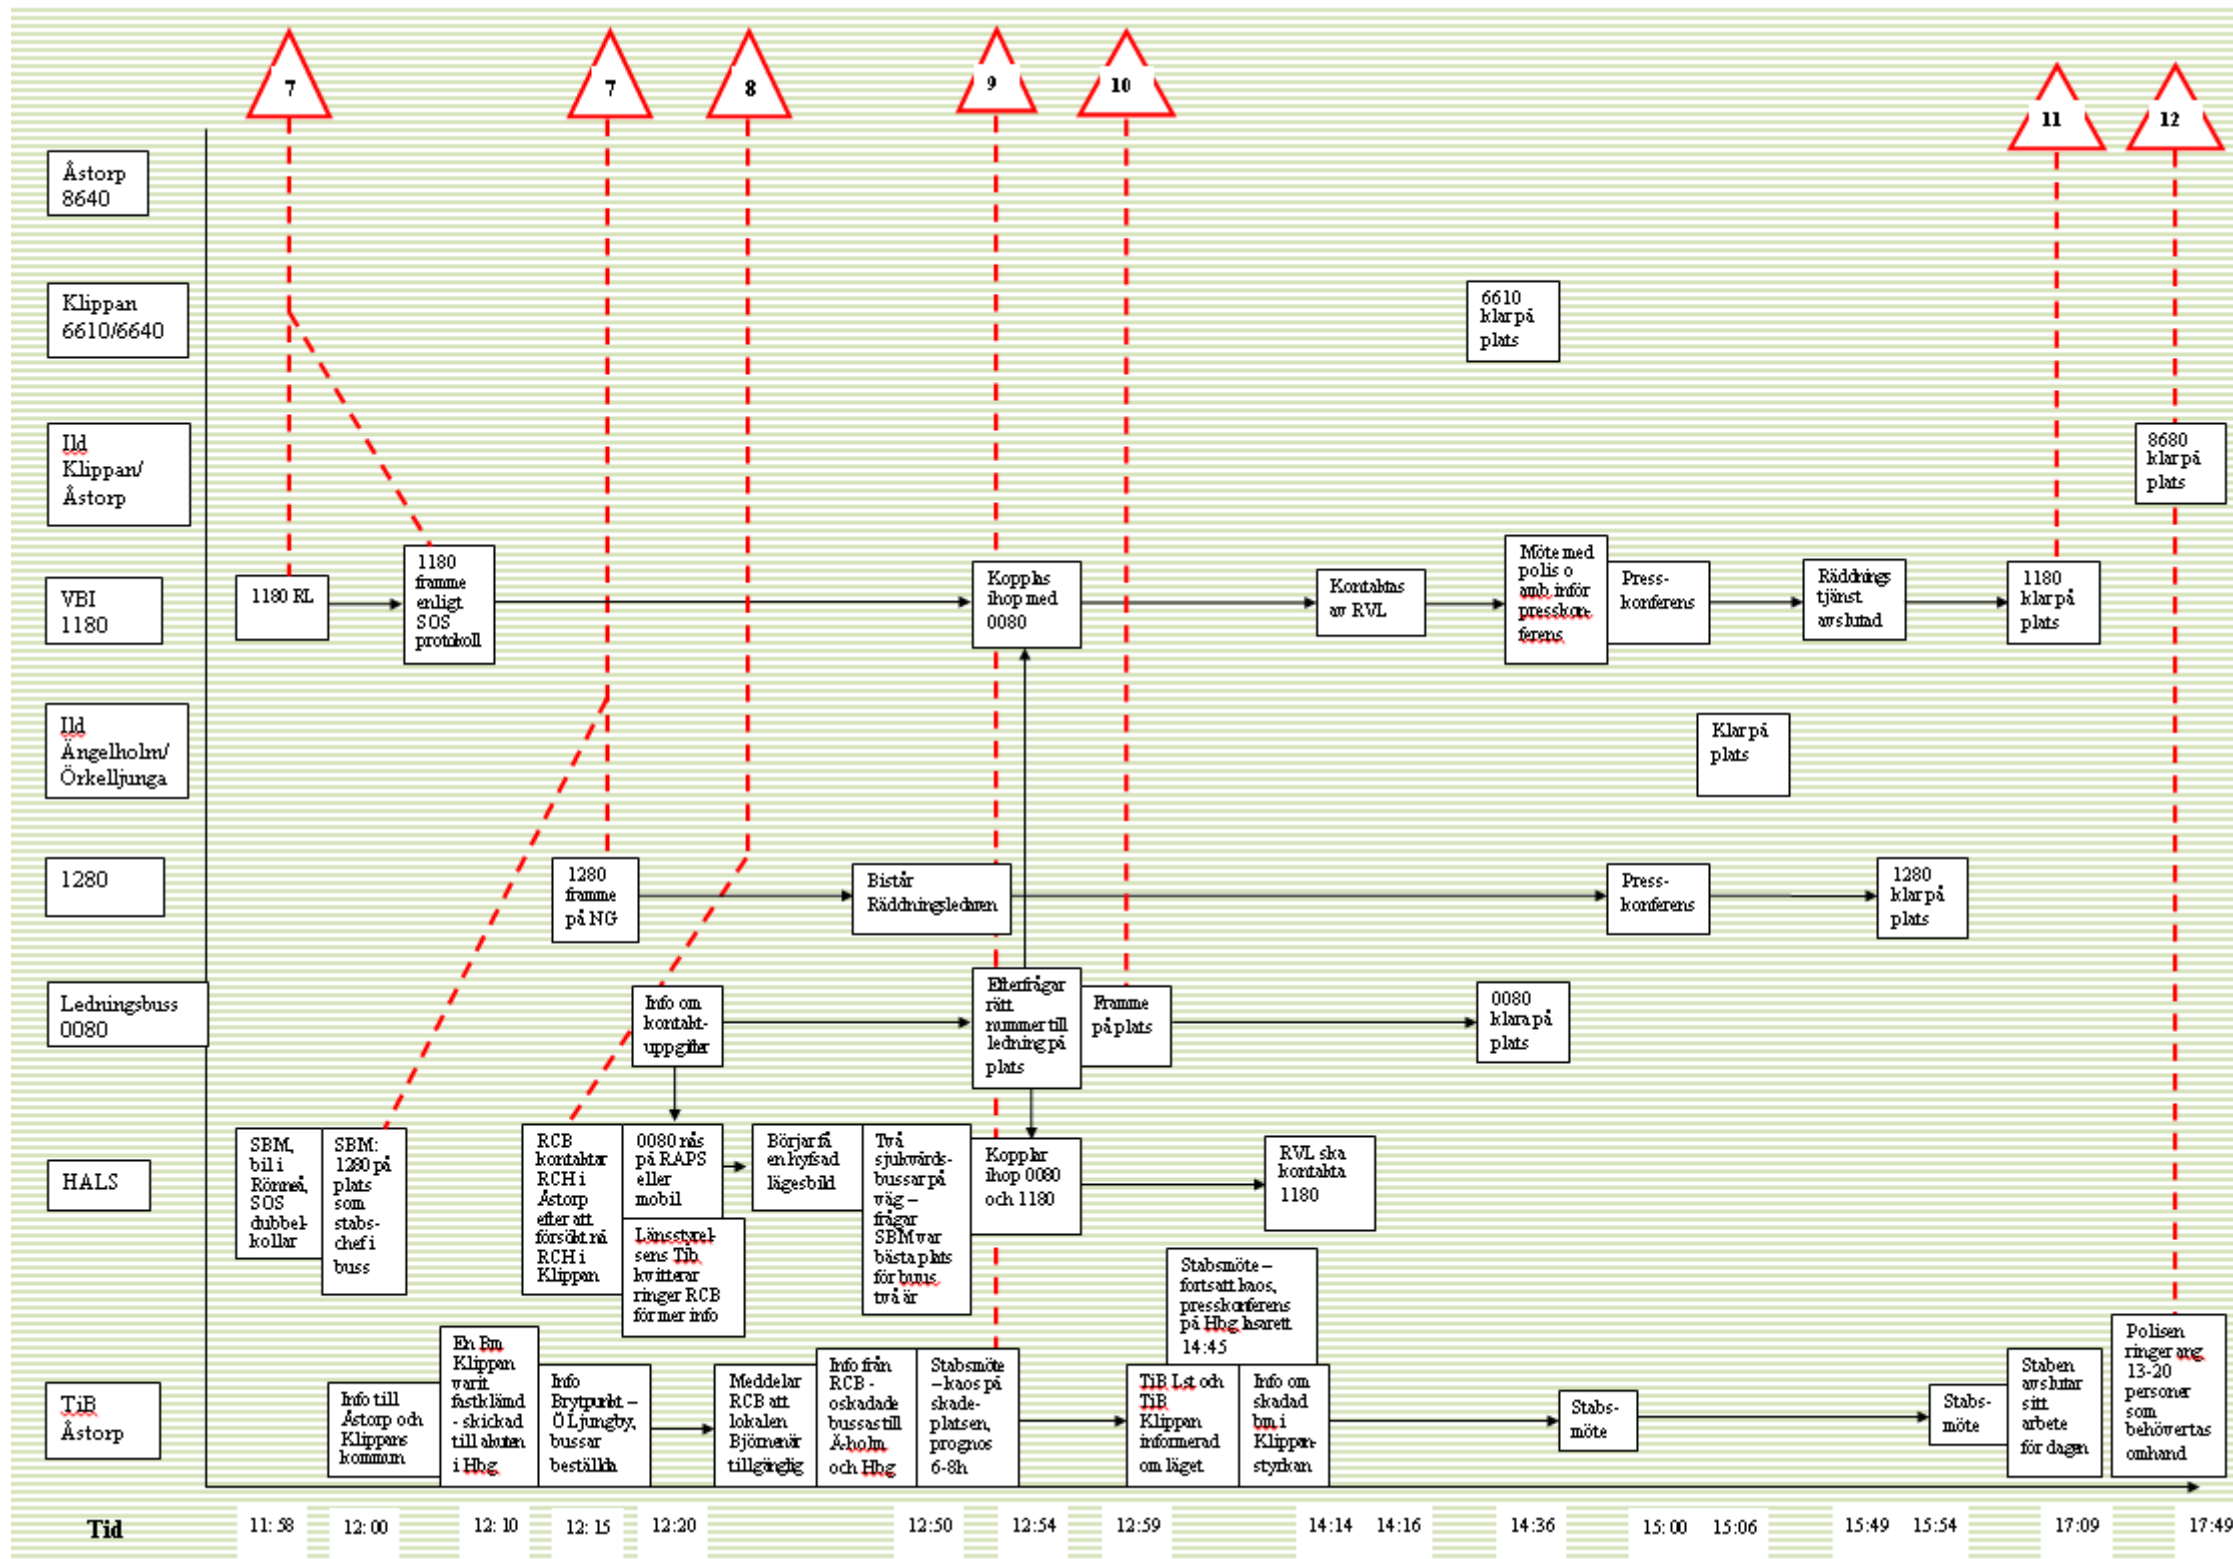 7
7
8
9
10
11
12
Åstorp
8640
Klippan
6610/6640
6610
klar på
plats
Ild
Klippan/
Åstorp
8680
klar på
plats
VBI
1180
1180 RL
1180
framme
enligt
SOS
protokoll
Kopplas
ihop med
0080
Kontaktas
av RVL
Möte med
polis o
amb inför
presskon-
ferens
Press-
konferens
Räddnings
tjänst
avslutad
1180
klar på
plats
Ild
Ängelholm/
Örkelljunga
Klar på
plats
1280
1280
framme
på NG
Bistår
Räddningsledaren
Press-
konferens
1280
klar på
plats
Ledningsbuss
0080
Info om
kontakt-
uppgifter
Efterfrågar
rätt
nummer till
ledning på
plats
Framme
på plats
0080
klara på
plats
HALS
SBM,
bil i
Rönneå,
SOS
dubbel-
kollar
SBM:
1280 på
plats
som
stabs-
chef i
buss
RCB
kontaktar
RCH i
Åstorp
efter att
försökt nå
RCH i
Klippan
0080 nås
på RAPS
eller
mobil
Länsstyrel-
sens Tib
kvitterar
ringer RCB
för mer info
Börjar få
en hyfsad
lägesbild
Två
sjukvårds-
bussar på
väg –
frågar
SBM var
bästa plats
för buus
två är
Kopplar
ihop 0080
och 1180
RVL ska
kontakta
1180
Stabsmöte –
fortsatt kaos,
presskonferens
på Hbg lasarett
14:45
TiB
Åstorp
Info till
Åstorp och
Klippans
kommun
En Bm
Klippan
varit
fastklämd
- skickad
till akuten
i Hbg
Info
Brytpunkt –
Ö Ljungby,
bussar
beställda
Meddelar
RCB att
lokalen
Björnen är
tillgänglig
Info från
RCB -
oskadade
bussas till
Ä-holm
och Hbg
Stabsmöte
– kaos på
skade-
platsen,
prognos
6-8h
TiB Lst och
TiB
Klippan
informerad
om läget
Info om
skadad
bm i
Klippan-
styrkan
Stabs-
möte
Stabs-
möte
Staben
avslutar
sitt
arbete
för dagen
Polisen
ringer ang
13-20
personer
som
behöver tas
omhand
Tid
11: 58
12: 00
12: 10
12: 15
12:20
12:50
12:54
12:59
14:14
14:16
14:36
15: 00
15:06
15:49
15:54
17:09
17:49